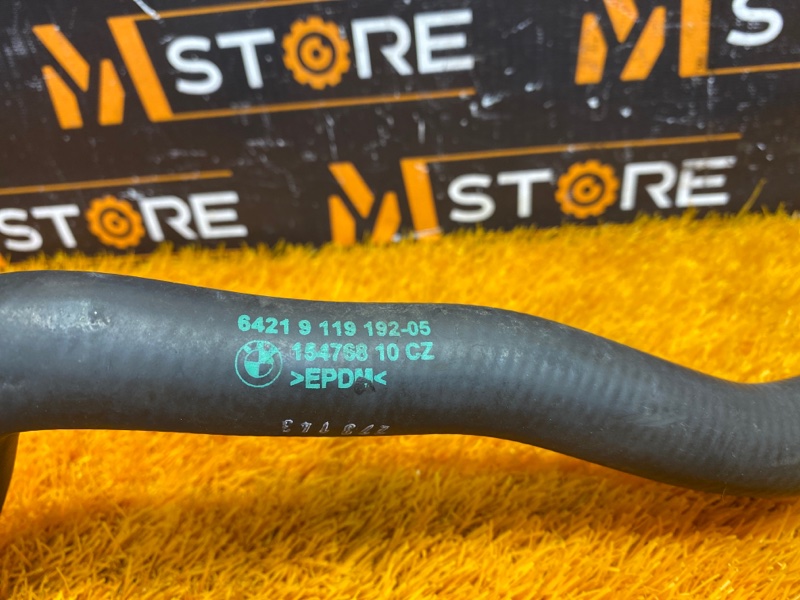 STORE
S
STORE
STORE
6421 9 119 192-05
154768 10 CZ
>EPDM<